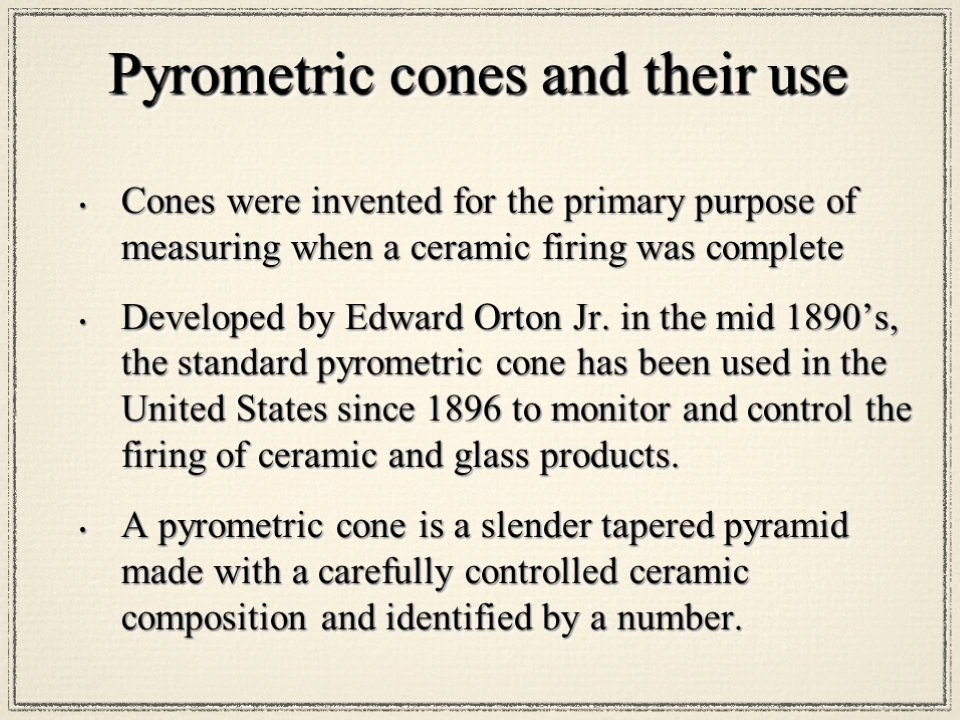 Pyrometric cones and their use
• Cones were invented for the primary purpose of
measuring when a ceramic firing was complete
• Developed by Edward Orton Jr. in the mid 1890’s,
the standard pyrometric cone has been used in the
United States since 1896 to monitor and control the
firing of ceramic and glass products.
• A pyrometric cone is a slender tapered pyramid
made with a carefully controlled ceramic
composition and identified by a number.